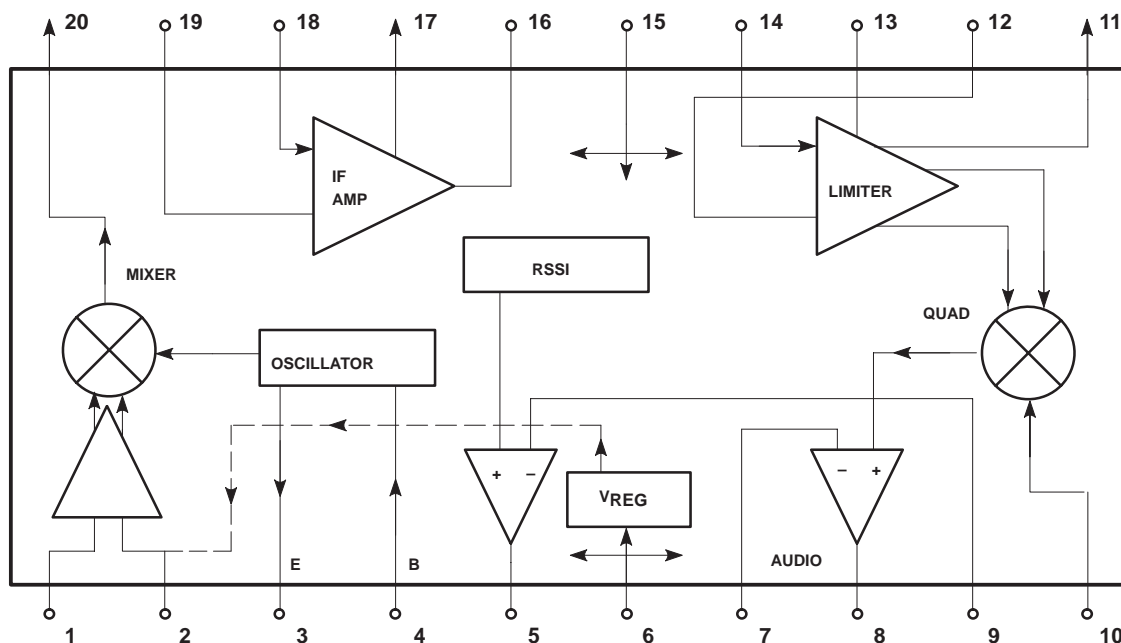 20 19 18 17 16 15 14 13 12 11
IF
AMP
LIMITER
RSSI
MIXER
QUAD
OSCILLATOR
+ −
VREG
− +
E B AUDIO
1 2 3 4 5 6 7 8 9 10